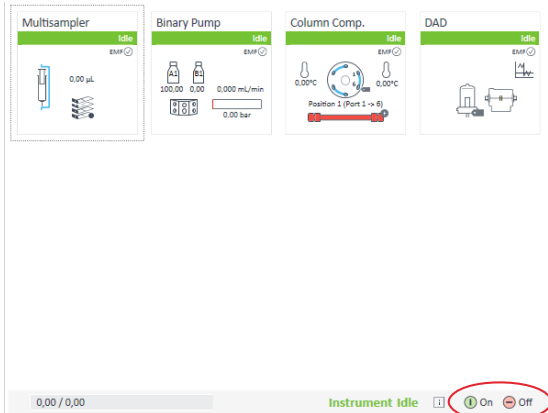 Multisampler
Idle
EMF
0,00 µL
Binary Pump
Idle
EMF
A1 B1
100,00 0,00 0,000 mL/min
0,00 bar
Column Comp.
Idle
EMF
0,00°C 0,00°C
1
6
Position 1 (Port 1 -> 6)
DAD
Idle
EMF
0,00 / 0,00 Instrument Idle i On Off